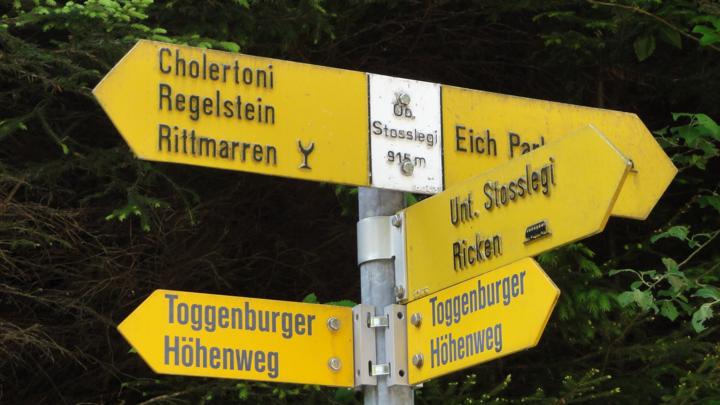 Cholertoni
Regelstein
Rittmarren
Ob.
Stosslegi
915 m
Eich
Unt. Stosslegi
Ricken
Toggenburger
Höhenweg
Toggenburger
Höhenweg